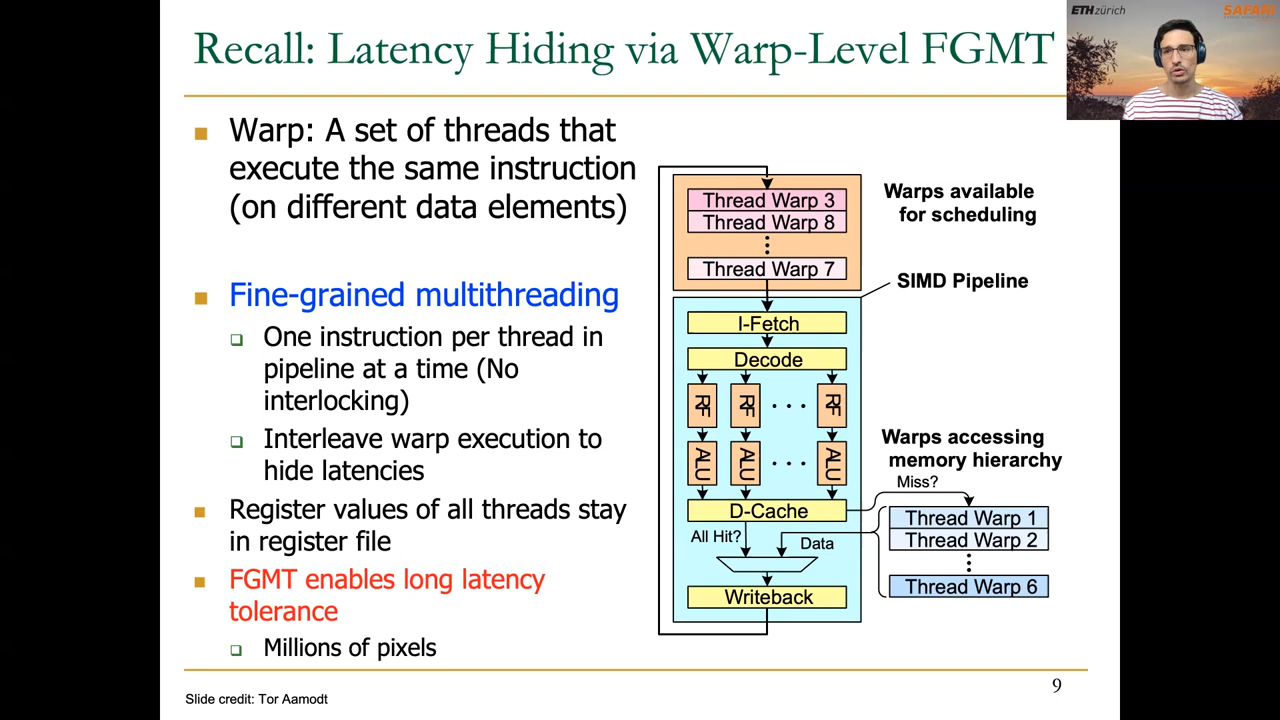 ETHzürich
SAFARI
Recall: Latency Hiding via Warp-Level FGMT
Warp: A set of threads that
execute the same instruction
(on different data elements)
Fine-grained multithreading
One instruction per thread in
pipeline at a time (No
interlocking)
Interleave warp execution to
hide latencies
Register values of all threads stay
in register file
FGMT enables long latency
tolerance
Millions of pixels
Thread Warp 3
Thread Warp 8
Thread Warp 7
Warps available
for scheduling
SIMD Pipeline
I-Fetch
Decode
RF
RF
RF
ALU
ALU
ALU
D-Cache
All Hit?
Data
Writeback
Warps accessing
memory hierarchy
Miss?
Thread Warp 1
Thread Warp 2
Thread Warp 6
Slide credit: Tor Aamodt
9